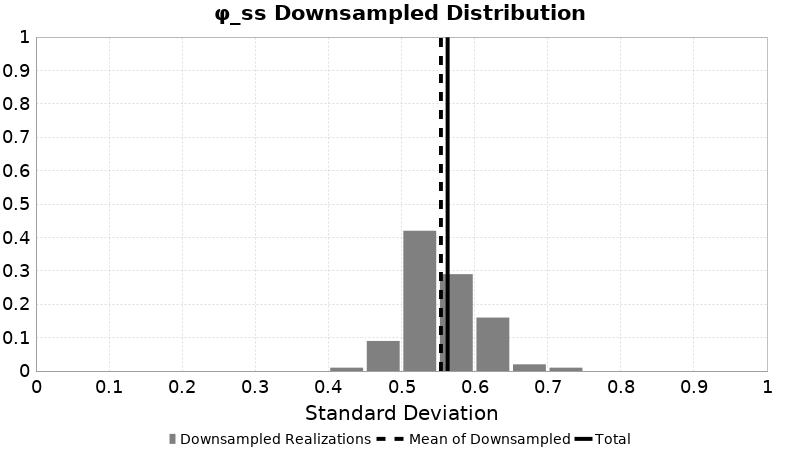 φ_ss Downsampled Distribution
1
0.9
0.8
0.7
0.6
0.5
0.4
0.3
0.2
0.1
0
0 0.1 0.2 0.3 0.4 0.5 0.6 0.7 0.8 0.9 1
Standard Deviation
Downsampled Realizations Mean of Downsampled Total